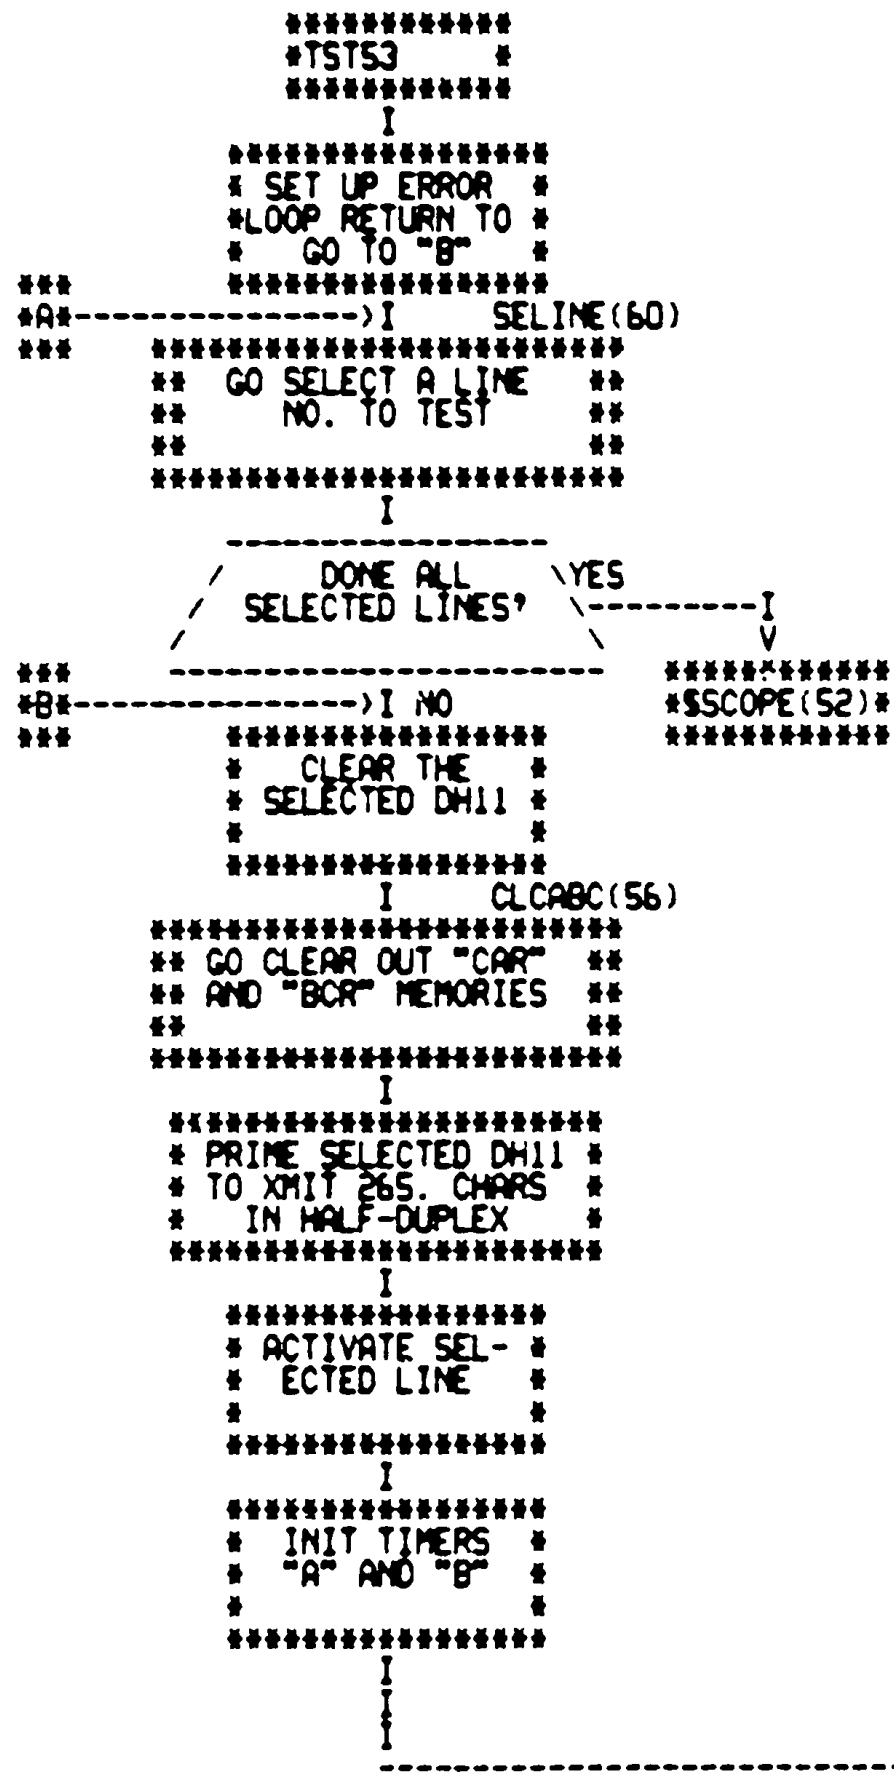 TST53
I
SET UP ERROR
LOOP RETURN TO
GO TO "B"
A I SELINE(60)
GO SELECT A LINE
NO. TO TEST
I
DONE ALL YES
SELECTED LINES? I
V
B I NO $SCOPE(52)
CLEAR THE
SELECTED DH11
I CLCABC(56)
GO CLEAR OUT "CAR"
AND "BCR" MEMORIES
I
PRIME SELECTED DH11
TO XMIT 265. CHARS
IN HALF-DUPLEX
I
ACTIVATE SEL-
ECTED LINE
I
INIT TIMERS
"A" AND "B"
I
I
I